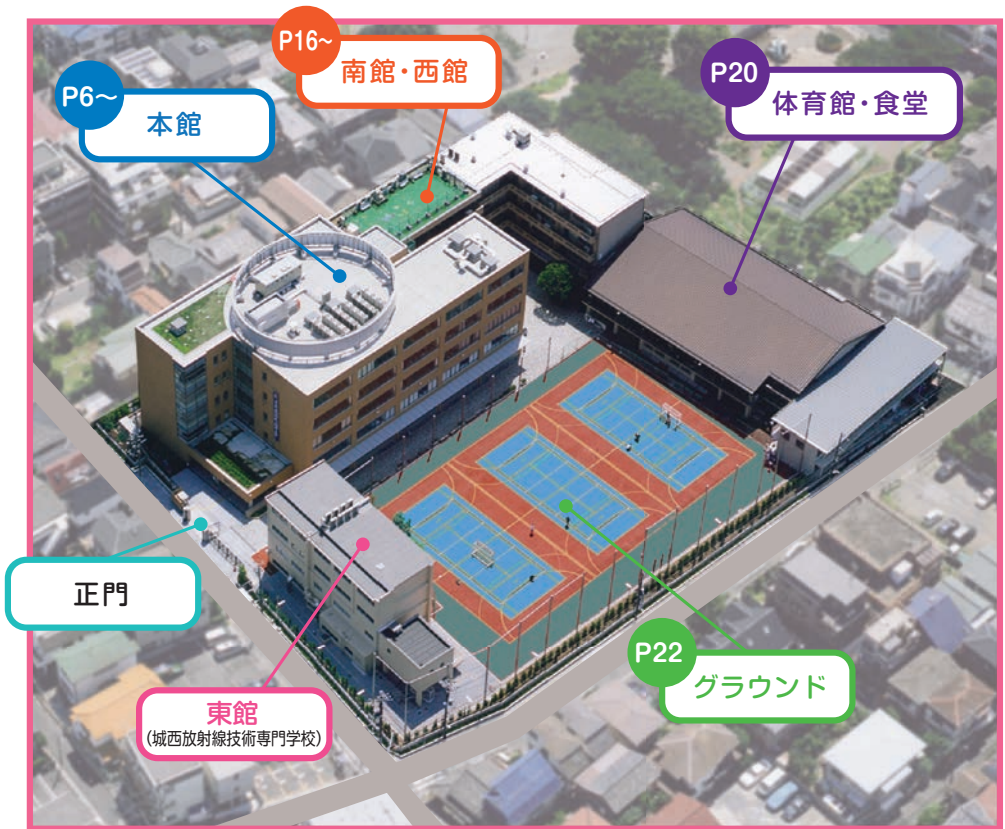 P16～
南館・西館
P6～
本館
P20
体育館・食堂
正門
P22
グラウンド
東館
(城西放射線技術専門学校)